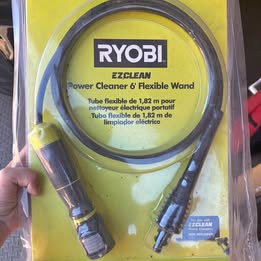 RYOBI
EZCLEAN
Power Cleaner 6' Flexible Wand
Tube flexible de 1,82 m pour
nettoyeur électrique portatif
Tubo flexible de 1,82 m de
limpiador eléctrico
EZCLEAN